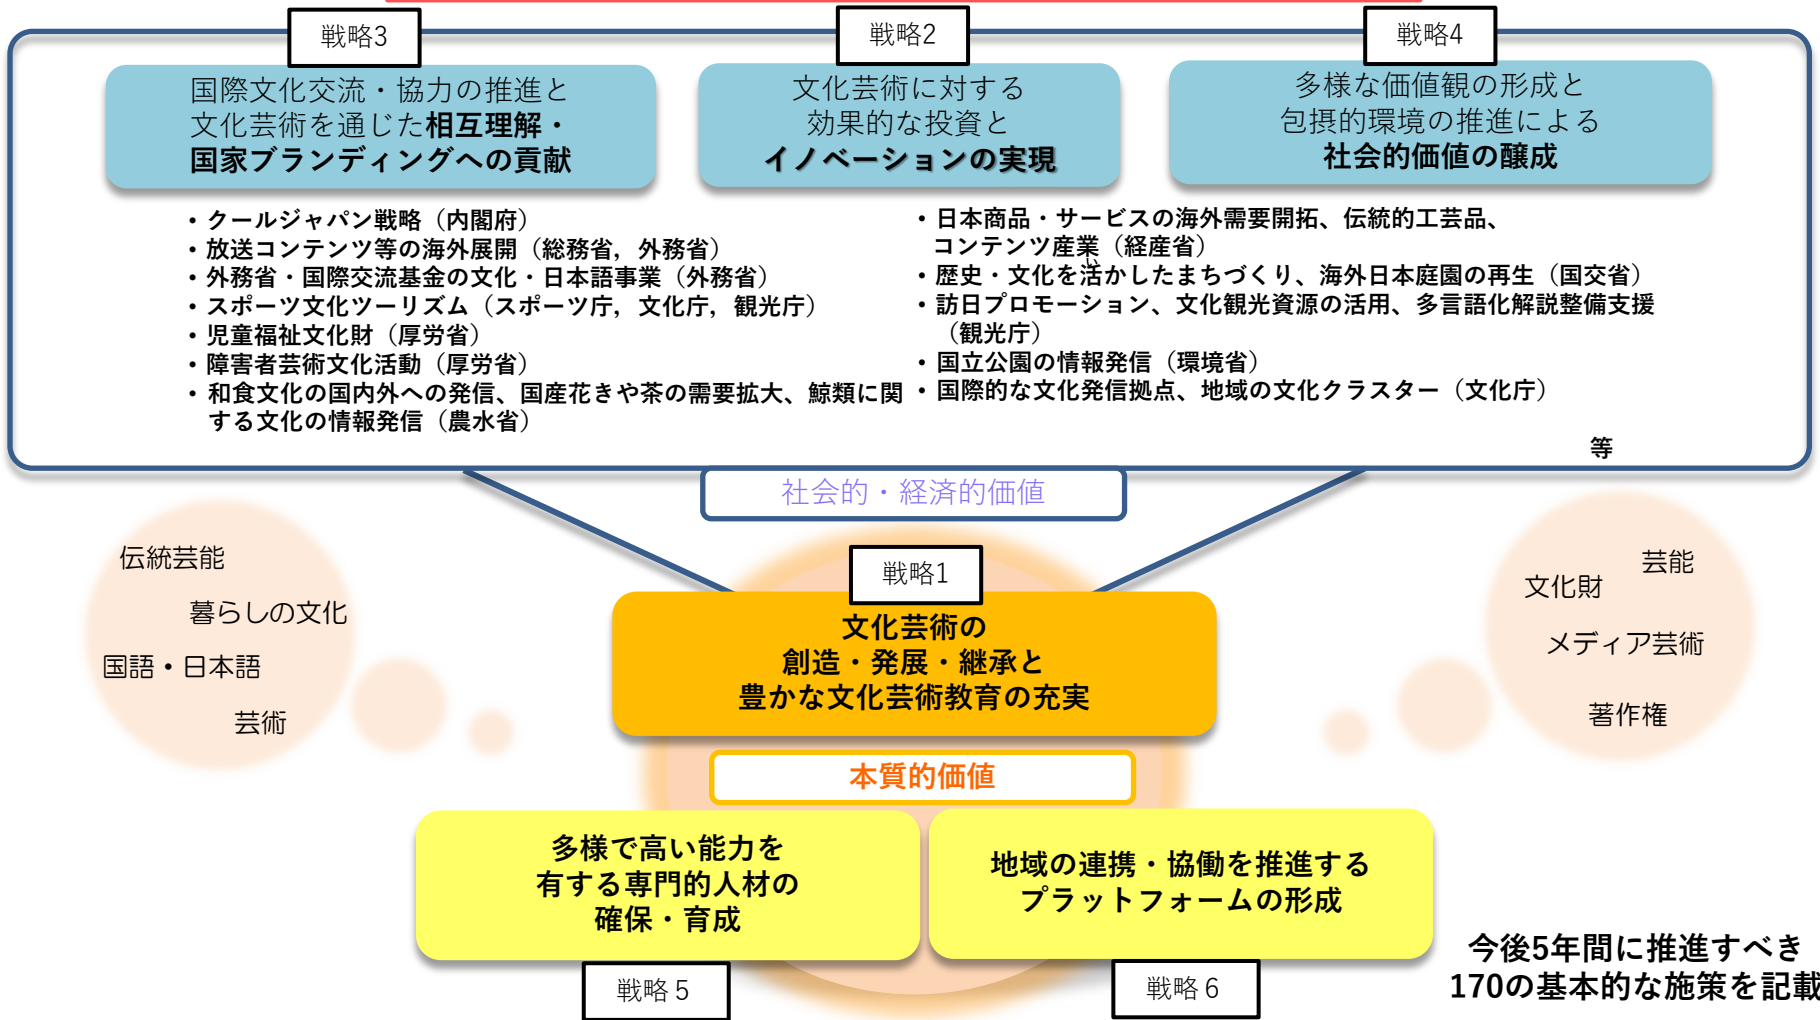 戦略3
国際文化交流・協力の推進と
文化芸術を通じた相互理解・
国家ブランディングへの貢献
戦略2
文化芸術に対する
効果的な投資と
イノベーションの実現
戦略4
多様な価値観の形成と
包摂的環境の推進による
社会的価値の醸成
・クールジャパン戦略（内閣府）
・放送コンテンツ等の海外展開（総務省，外務省）
・外務省・国際交流基金の文化・日本語事業（外務省）
・スポーツ文化ツーリズム（スポーツ庁，文化庁，観光庁）
・児童福祉文化財（厚労省）
・障害者芸術文化活動（厚労省）
・和食文化の国内外への発信、国産花きや茶の需要拡大、鯨類に関
する文化の情報発信（農水省）
・日本商品・サービスの海外需要開拓、伝統的工芸品、
コンテンツ産業（経産省）
い
・歴史・文化を活かしたまちづくり、海外日本庭園の再生（国交省）
・訪日プロモーション、文化観光資源の活用、多言語化解説整備支援
（観光庁）
・国立公園の情報発信（環境省）
・国際的な文化発信拠点、地域の文化クラスター（文化庁）
等
社会的・経済的価値
伝統芸能
暮らしの文化
国語・日本語
芸術
芸能
文化財
メディア芸術
著作権
戦略1
文化芸術の
創造・発展・継承と
豊かな文化芸術教育の充実
本質的価値
多様で高い能力を
有する専門的人材の
確保・育成
戦略５
地域の連携・協働を推進する
プラットフォームの形成
戦略６
今後5年間に推進すべき
170の基本的な施策を記載